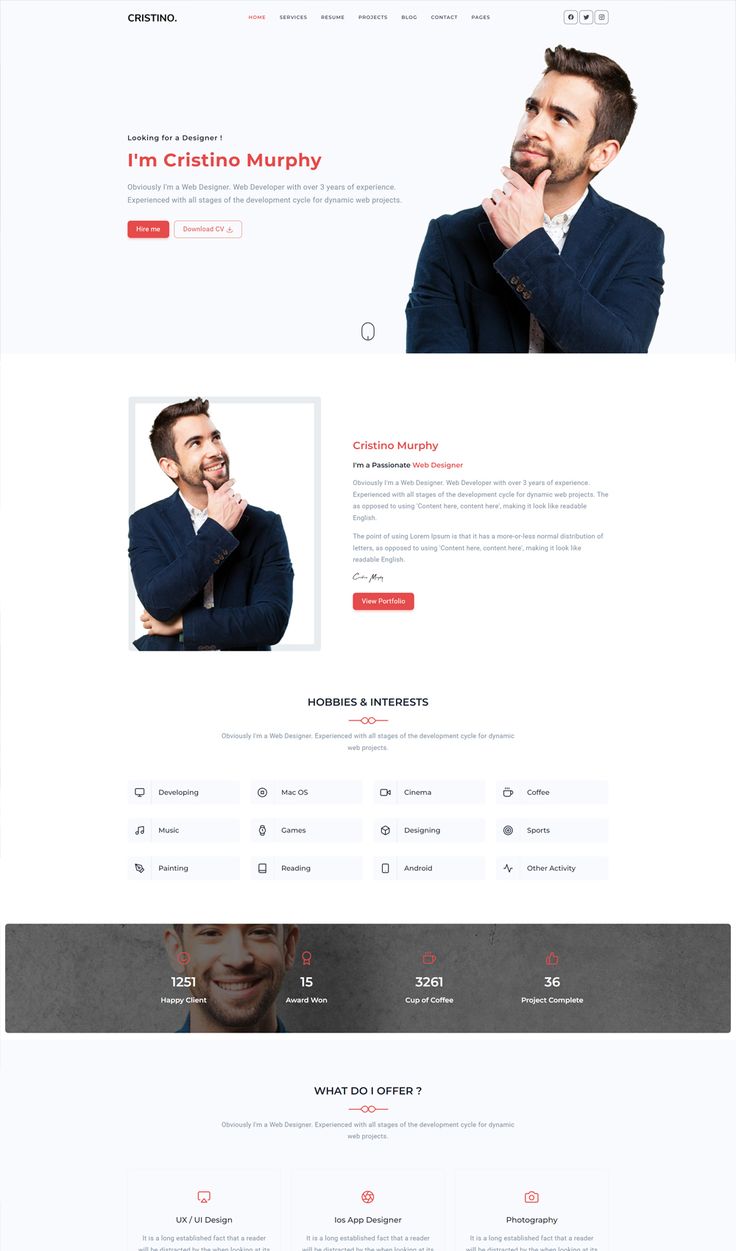 CRISTINO.
HOME SERVICES RESUME PROJECTS BLOG CONTACT PAGES
Looking for a Designer !
I'm Cristino Murphy
Obviously I'm a Web Designer. Web Developer with over 3 years of experience.
Experienced with all stages of the development cycle for dynamic web projects.
Hire me
Download CV
Cristino Murphy
I'm a Passionate Web Designer
Obviously I'm a Web Designer. Web Developer with over 3 years of experience.
Experienced with all stages of the development cycle for dynamic web projects. The
as opposed to using 'Content here, content here', making it look like readable
English.
The point of using Lorem Ipsum is that it has a more-or-less normal distribution of
letters, as opposed to using 'Content here, content here', making it look like
readable English.
Cristino Murphy
View Portfolio
HOBBIES & INTERESTS
Obviously I'm a Web Designer. Experienced with all stages of the development cycle for dynamic
web projects.
Developing
Mac OS
Cinema
Coffee
Music
Games
Designing
Sports
Painting
Reading
Android
Other Activity
1251
Happy Client
15
Award Won
3261
Cup of Coffee
36
Project Complete
WHAT DO I OFFER ?
Obviously I'm a Web Designer. Experienced with all stages of the development cycle for dynamic
web projects.
UX / UI Design
It is a long established fact that a reader
will be distracted by the when looking at its
Ios App Designer
It is a long established fact that a reader
will be distracted by the when looking at its
Photography
It is a long established fact that a reader
will be distracted by the when looking at its